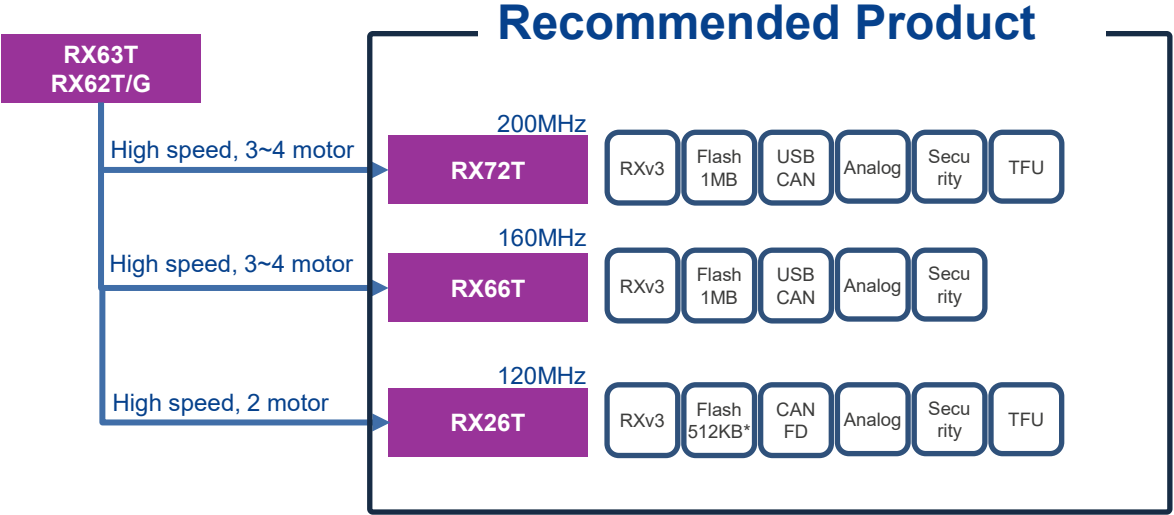 Recommended Product
RX63T
RX62T/G
High speed, 3~4 motor
200MHz
RX72T
RXv3
Flash
1MB
USB
CAN
Analog
Secu
rity
TFU
High speed, 3~4 motor
160MHz
RX66T
RXv3
Flash
1MB
USB
CAN
Analog
Secu
rity
High speed, 2 motor
120MHz
RX26T
RXv3
Flash
512KB*
CAN
FD
Analog
Secu
rity
TFU